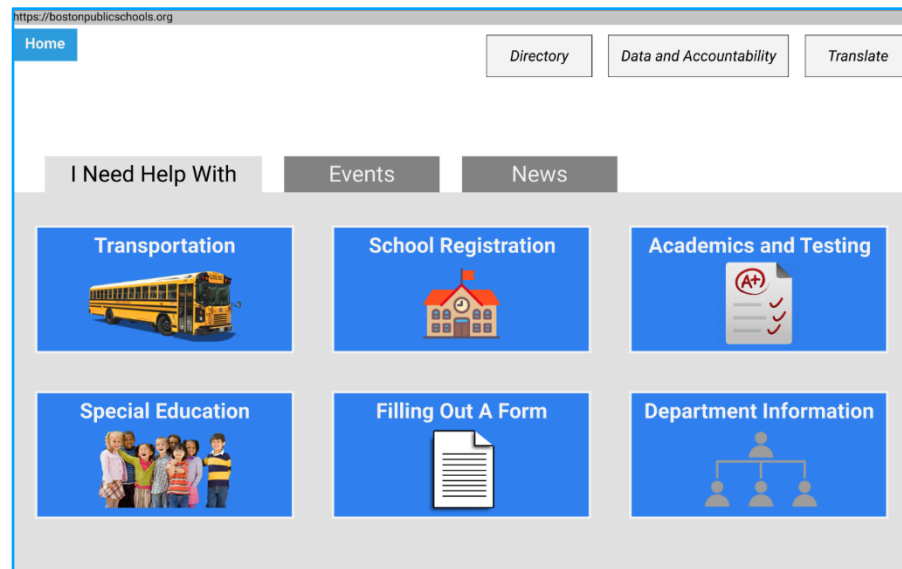 https://bostonpublicschools.org
Home
Directory
Data and Accountability
Translate
I Need Help With
Events
News
Transportation
School Registration
Academics and Testing
A+
Special Education
Filling Out A Form
Department Information